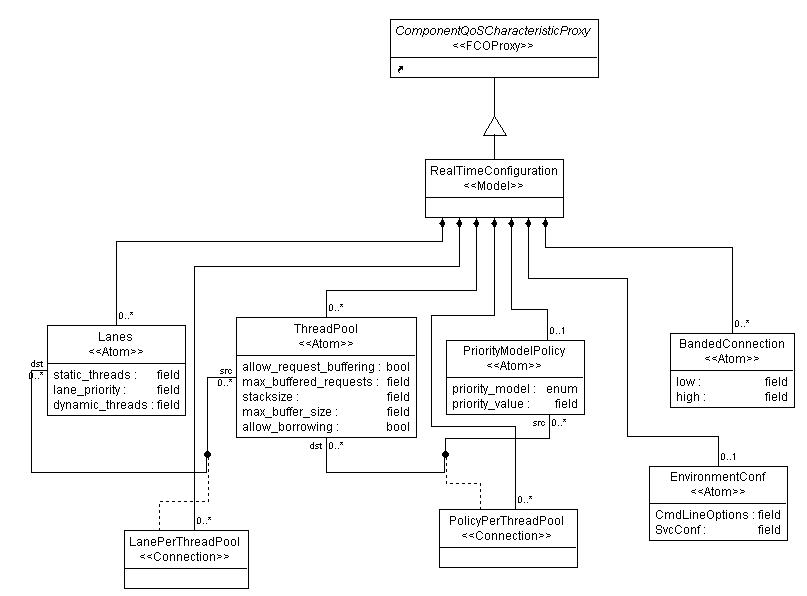 ComponentQoSCharacteristicProxy
<<FCOProxy>>
RealTimeConfiguration
<<Model>>
0..*
Lanes
<<Atom>>
static_threads : field
lane_priority : field
dynamic_threads : field
dst
0..*
0..*
ThreadPool
<<Atom>>
allow_request_buffering : bool
max_buffered_requests : field
stacksize : field
max_buffer_size : field
allow_borrowing : bool
src
0..*
dst 0..*
0..1
PriorityModelPolicy
<<Atom>>
priority_model : enum
priority_value : field
src 0..*
0..*
BandedConnection
<<Atom>>
low : field
high : field
0..1
EnvironmentConf
<<Atom>>
CmdLineOptions : field
SvcConf : field
0..*
LanePerThreadPool
<<Connection>>
0..*
PolicyPerThreadPool
<<Connection>>